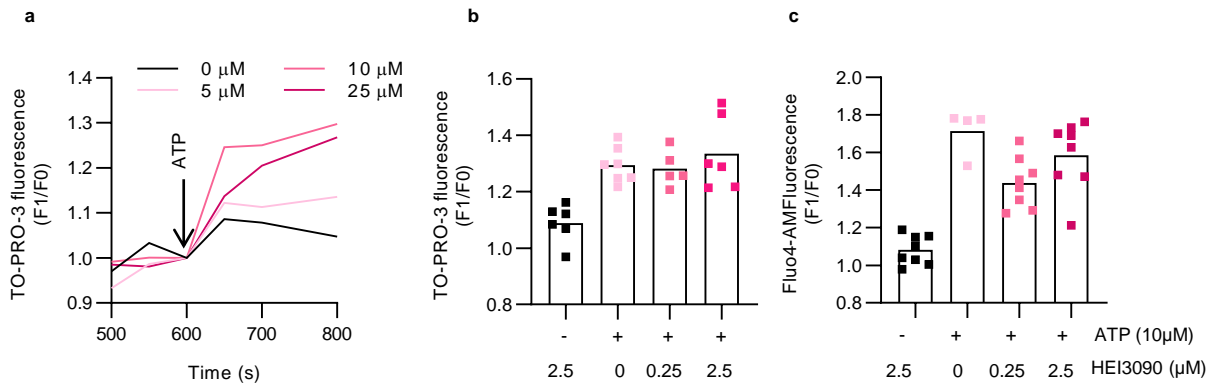 a
TO-PRO-3 fluorescence
(F1/F0)
1.4
1.3
1.2
1.1
1.0
0.9
0 μM
5 μM
10 μM
25 μM
ATP
500
600
700
800
Time (s)
b
TO-PRO-3 fluorescence
(F1/F0)
1.6
1.4
1.2
1.0
0.8
- + + +
2.5 0 0.25 2.5
c
Fluo4-AMFluorescence
(F1/F0)
2.0
1.8
1.6
1.4
1.2
1.0
0.8
- + + + ATP (10μM)
2.5 0 0.25 2.5 HEI3090 (μM)